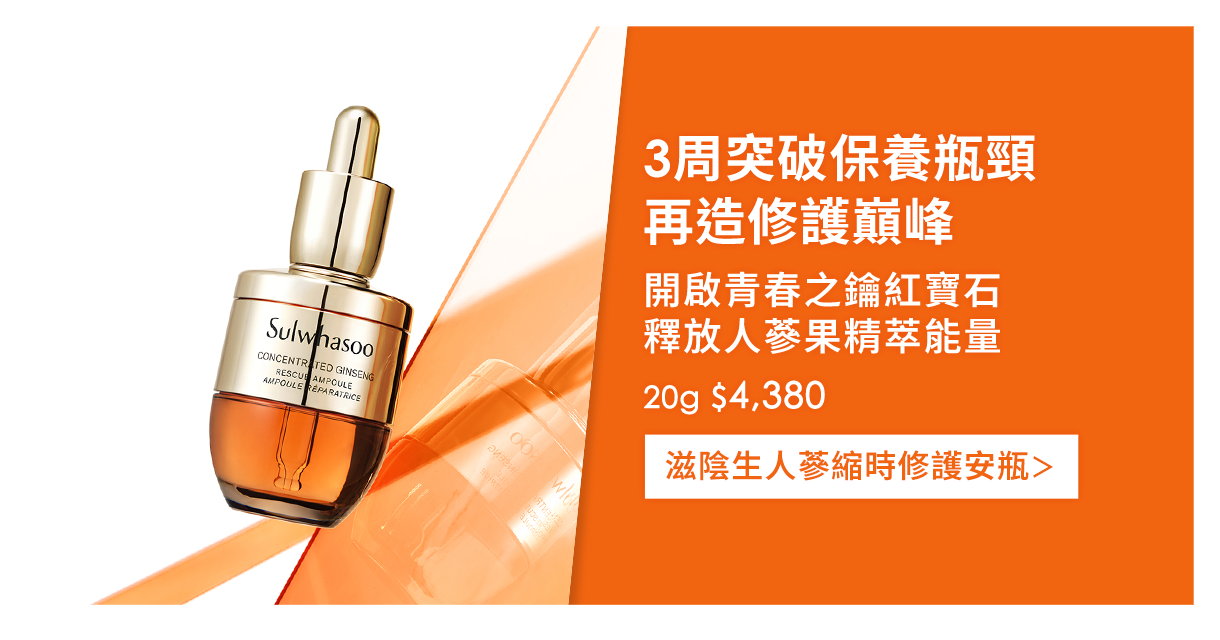 Sulwhasoo
CONCENTRATED GINSENG
RESCUE AMPOULE
AMPOULE RÉPARATRICE
3周突破保養瓶頸
再造修護巔峰
開啟青春之鑰紅寶石
釋放人蔘果精萃能量
20g $4,380
滋陰生人蔘縮時修護安瓶>